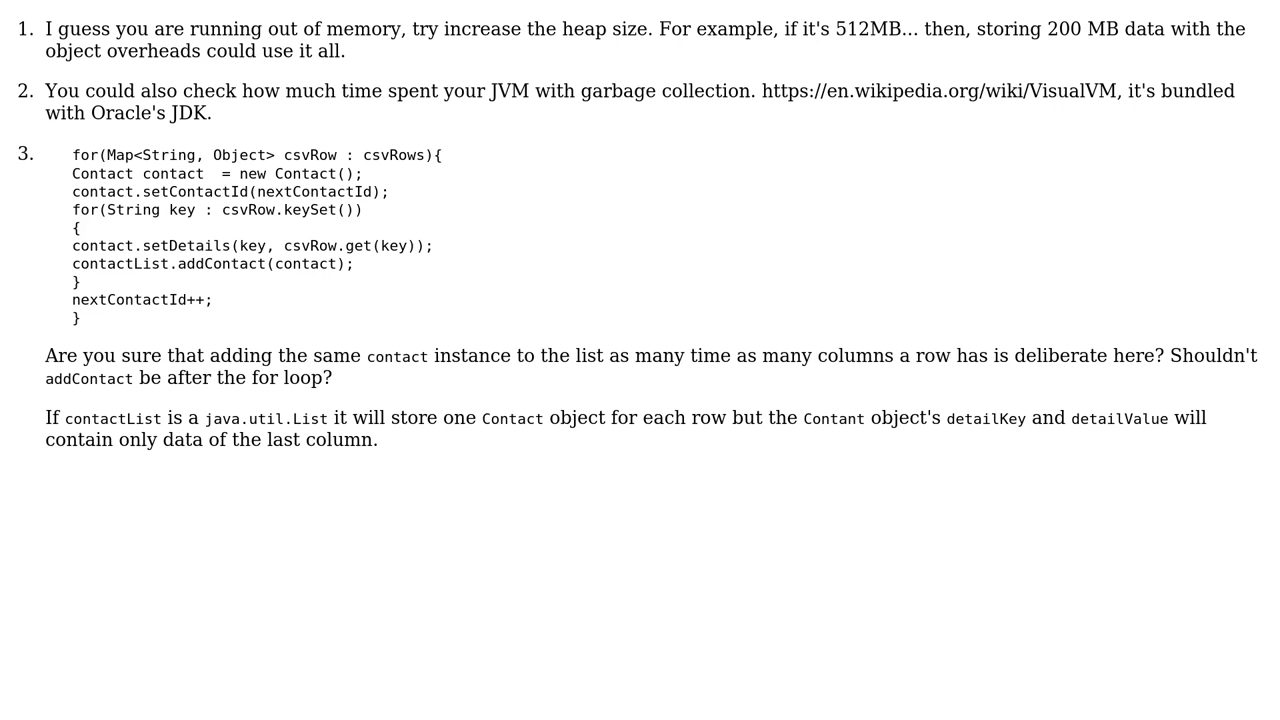 1. I guess you are running out of memory, try increase the heap size. For example, if it's 512MB... then, storing 200 MB data with the
object overheads could use it all.
2. You could also check how much time spent your JVM with garbage collection. https://en.wikipedia.org/wiki/VisualVM, it's bundled
with Oracle's JDK.
3. for(Map<String, Object> csvRow : csvRows){
Contact contact  = new Contact();
contact.setContactId(nextContactId);
for(String key : csvRow.keySet())
{
contact.setDetails(key, csvRow.get(key));
contactList.addContact(contact);
}
nextContactId++;
}
Are you sure that adding the same contact instance to the list as many time as many columns a row has is deliberate here? Shouldn't
addContact be after the for loop?
If contactList is a java.util.List it will store one Contact object for each row but the Contant object's detailKey and detailValue will
contain only data of the last column.